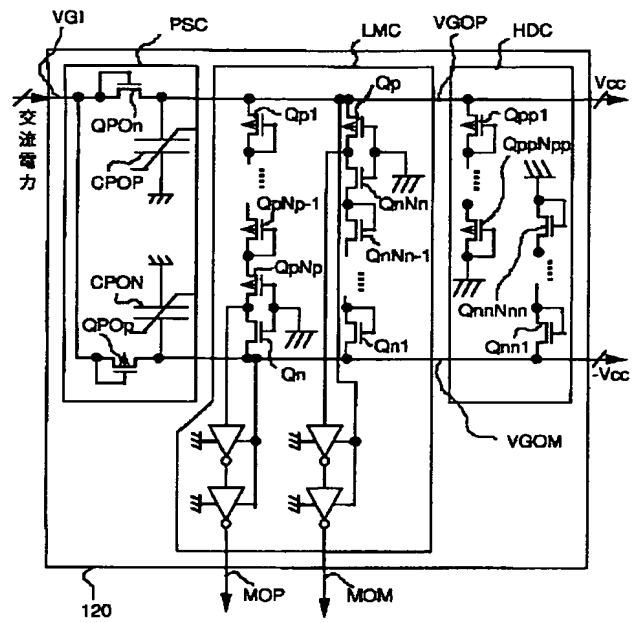 VGI
PSC
LMC
VGOP
HDC
Qp
Vcc
QPOn
Qp1
Qpp1
交流電力
CPOP
QppNpp
QnNn
QpNp-1
QnNn-1
CPON
QpNp
QPOp
QnnNnn
Qn
Qn1
Qnn1
-Vcc
VGOM
120
MOP
MOM